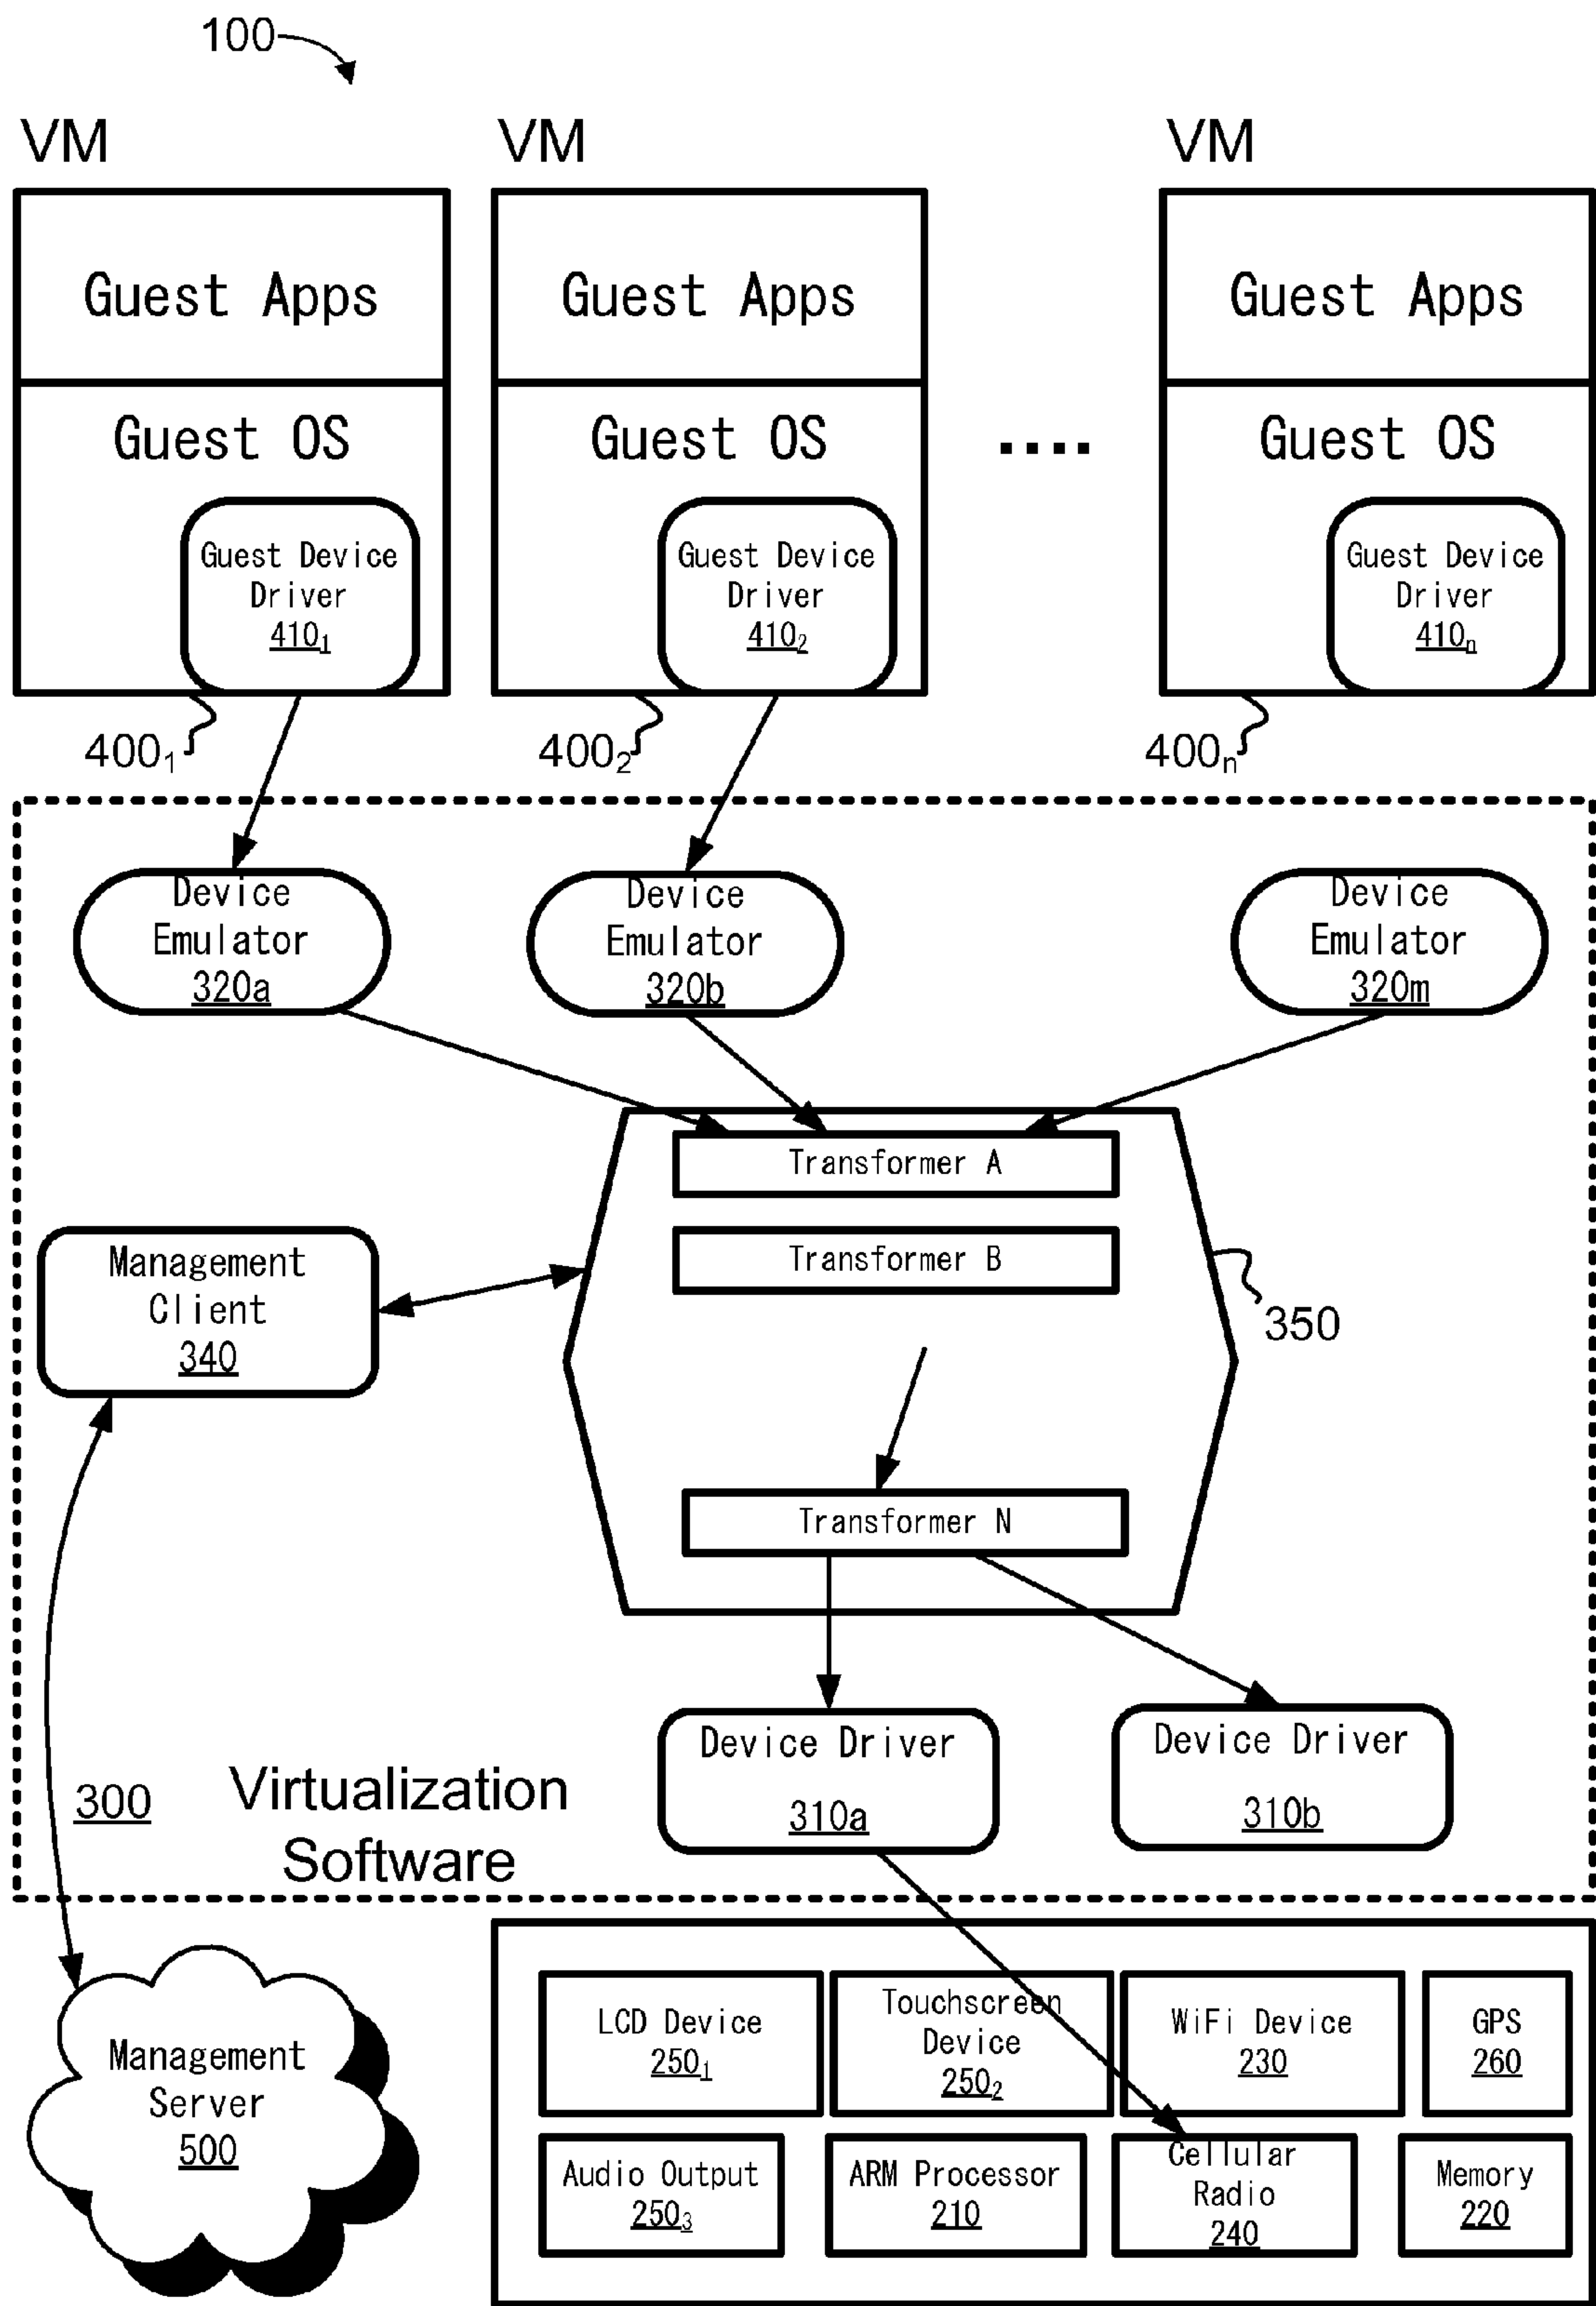 100
VM
VM
VM
Guest Apps
Guest Apps
Guest Apps
Guest OS
Guest OS
....
Guest OS
Guest Device
Driver
410₁
Guest Device
Driver
410₂
Guest Device
Driver
410ₙ
400₁
400₂
400ₙ
Device
Emulator
320a
Device
Emulator
320b
Device
Emulator
320m
Transformer A
Transformer B
Management
Client
340
350
Transformer N
Device Driver
310a
Device Driver
310b
300
Virtualization
Software
Management
Server
500
LCD Device
250₁
Touchscreen
Device
250₂
WiFi Device
230
GPS
260
Audio Output
250₃
ARM Processor
210
Cellular
Radio
240
Memory
220